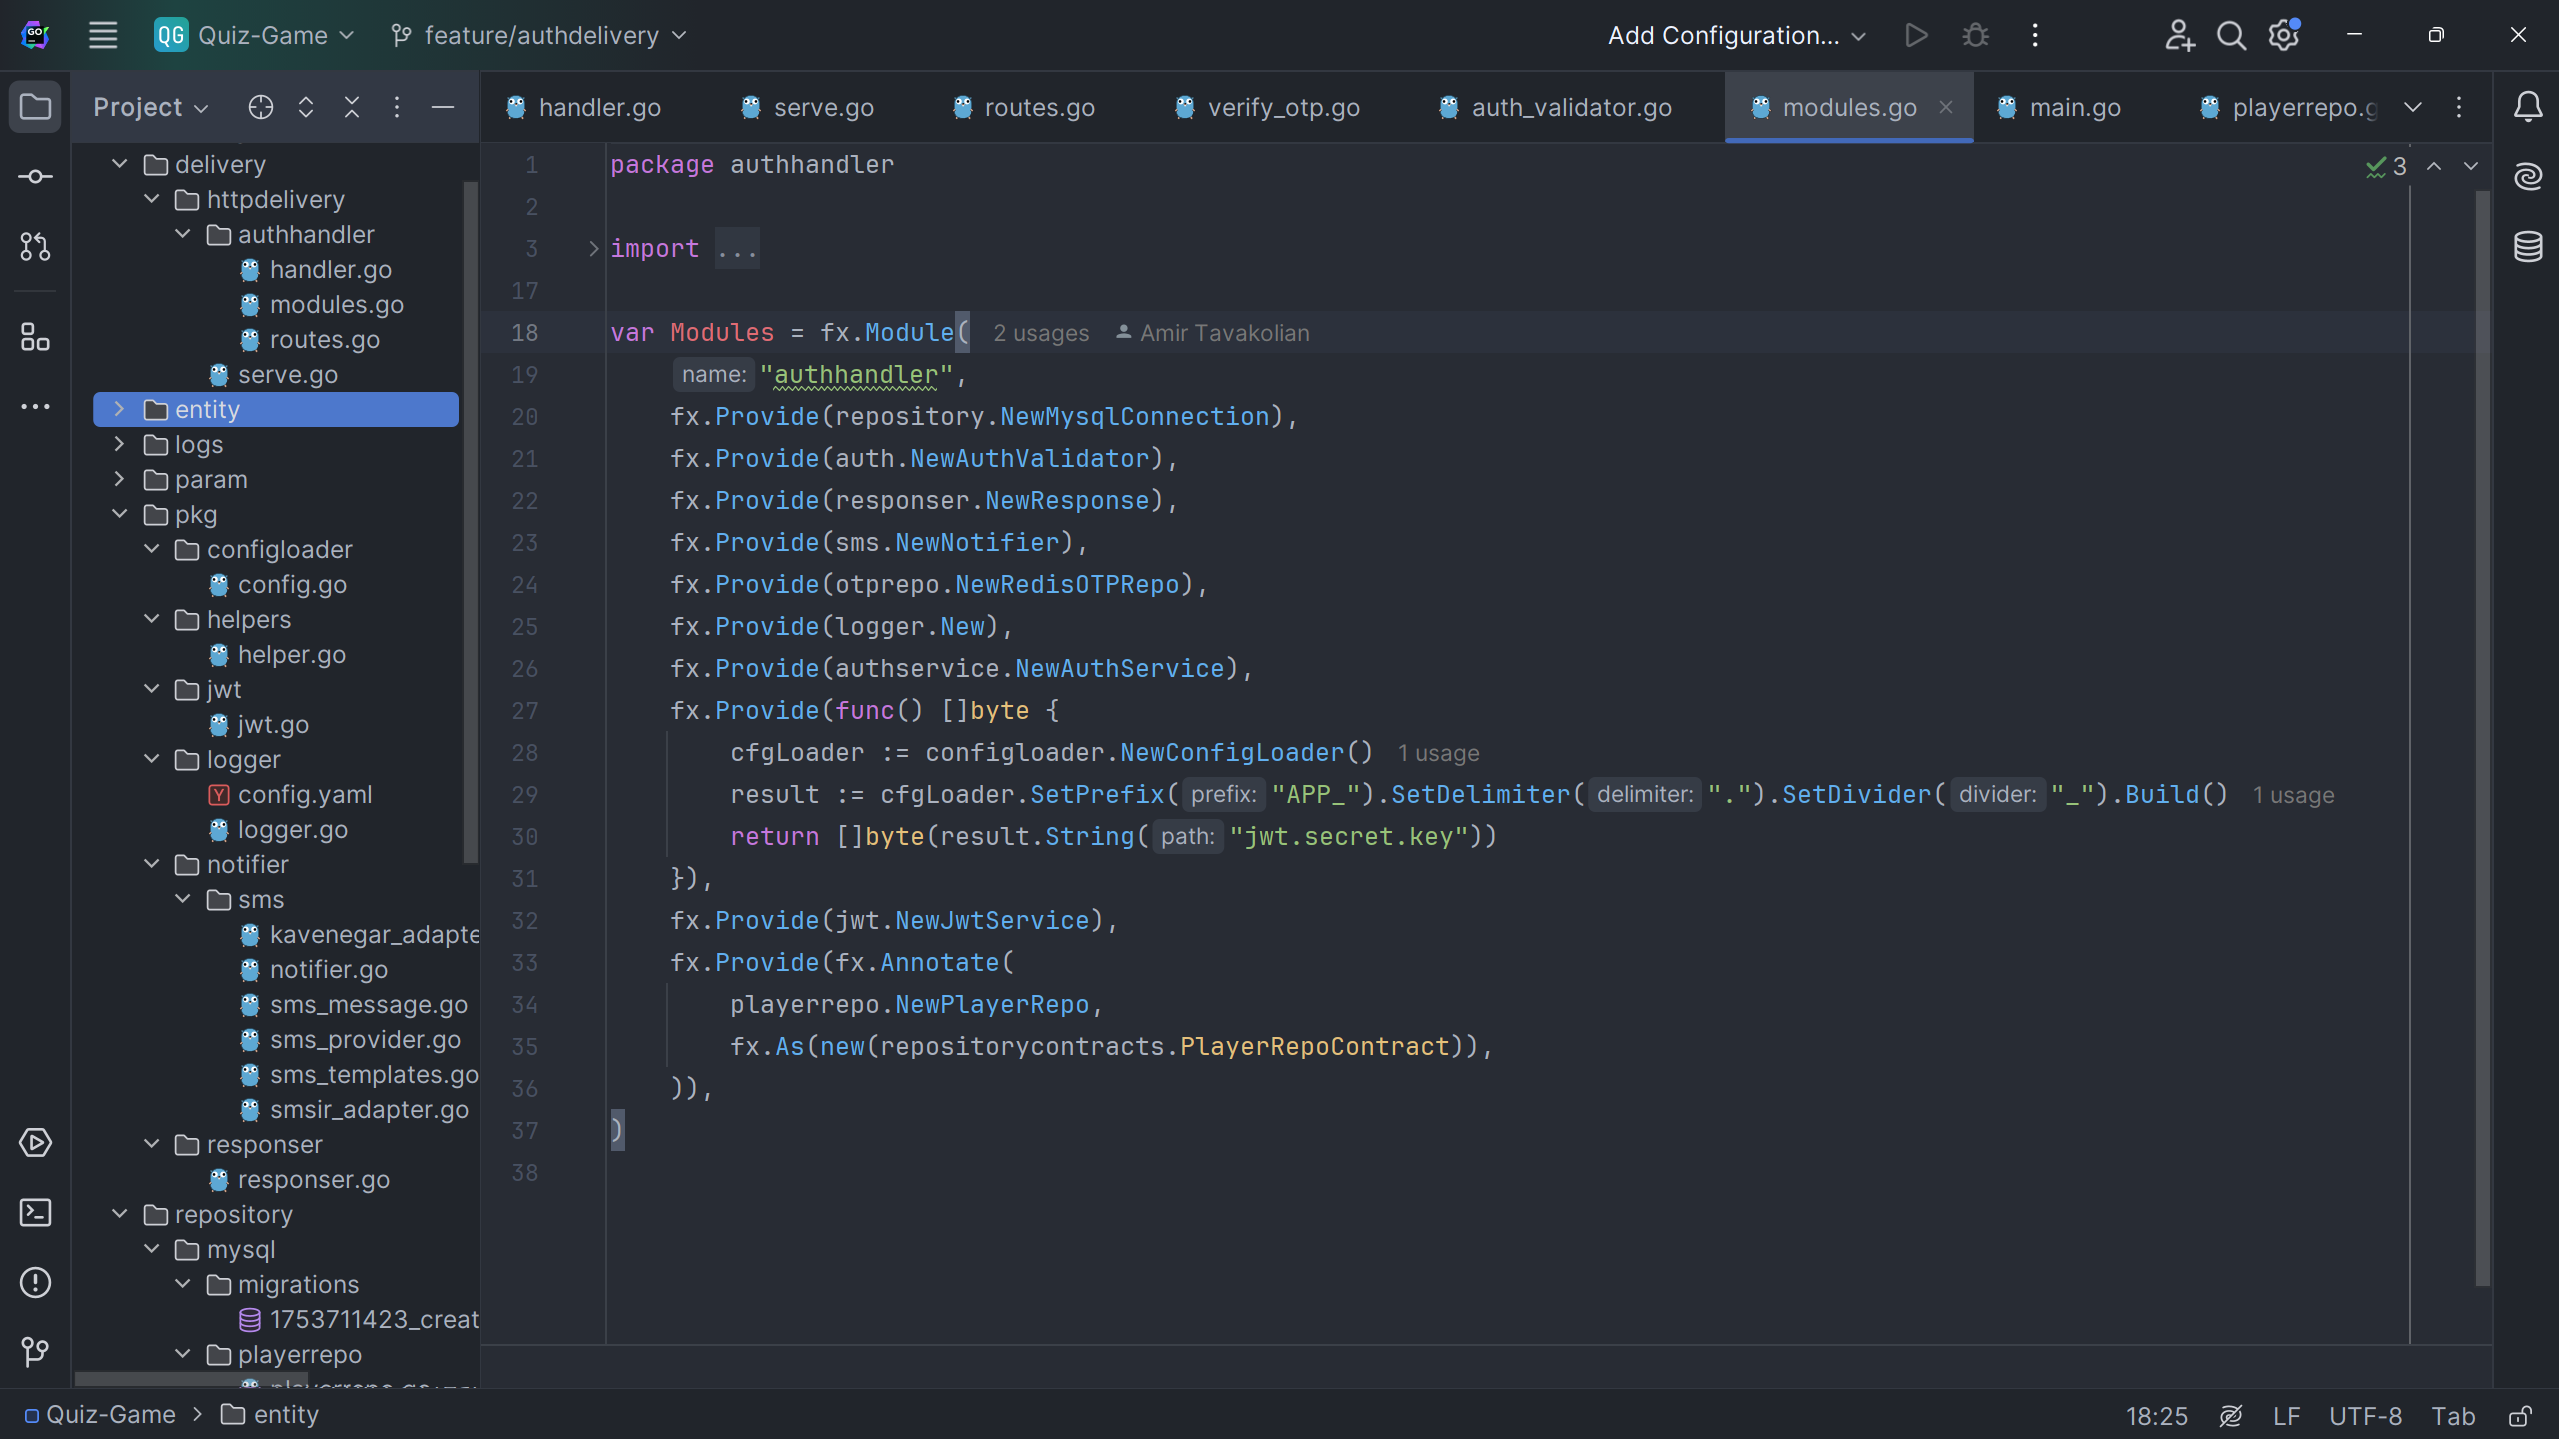 QG Quiz-Game feature/authdelivery Add Configuration...
Project
handler.go serve.go routes.go verify_otp.go auth_validator.go modules.go main.go playerrepo.g
delivery
httpdelivery
authhandler
handler.go
modules.go
routes.go
serve.go
entity
logs
param
pkg
configloader
config.go
helpers
helper.go
jwt
jwt.go
logger
config.yaml
logger.go
notifier
sms
kavenegar_adapte
notifier.go
sms_message.go
sms_provider.go
sms_templates.go
smsir_adapter.go
responser
responser.go
repository
mysql
migrations
1753711423_creat
playerrepo
3
1 package authhandler
2
3 import ...
17
18 var Modules = fx.Module( 2 usages Amir Tavakolian
19 name: "authhandler",
20 fx.Provide(repository.NewMysqlConnection),
21 fx.Provide(auth.NewAuthValidator),
22 fx.Provide(responser.NewResponse),
23 fx.Provide(sms.NewNotifier),
24 fx.Provide(otprepo.NewRedisOTPRepo),
25 fx.Provide(logger.New),
26 fx.Provide(authservice.NewAuthService),
27 fx.Provide(func() []byte {
28 cfgLoader := configloader.NewConfigLoader() 1 usage
29 result := cfgLoader.SetPrefix( prefix: "APP_").SetDelimiter( delimiter: ".").SetDivider( divider: "_").Build() 1 usage
30 return []byte(result.String( path: "jwt.secret.key"))
31 }),
32 fx.Provide(jwt.NewJwtService),
33 fx.Provide(fx.Annotate(
34 playerrepo.NewPlayerRepo,
35 fx.As(new(repositorycontracts.PlayerRepoContract)),
36 )),
37 )
38
Quiz-Game > entity
18:25 LF UTF-8 Tab